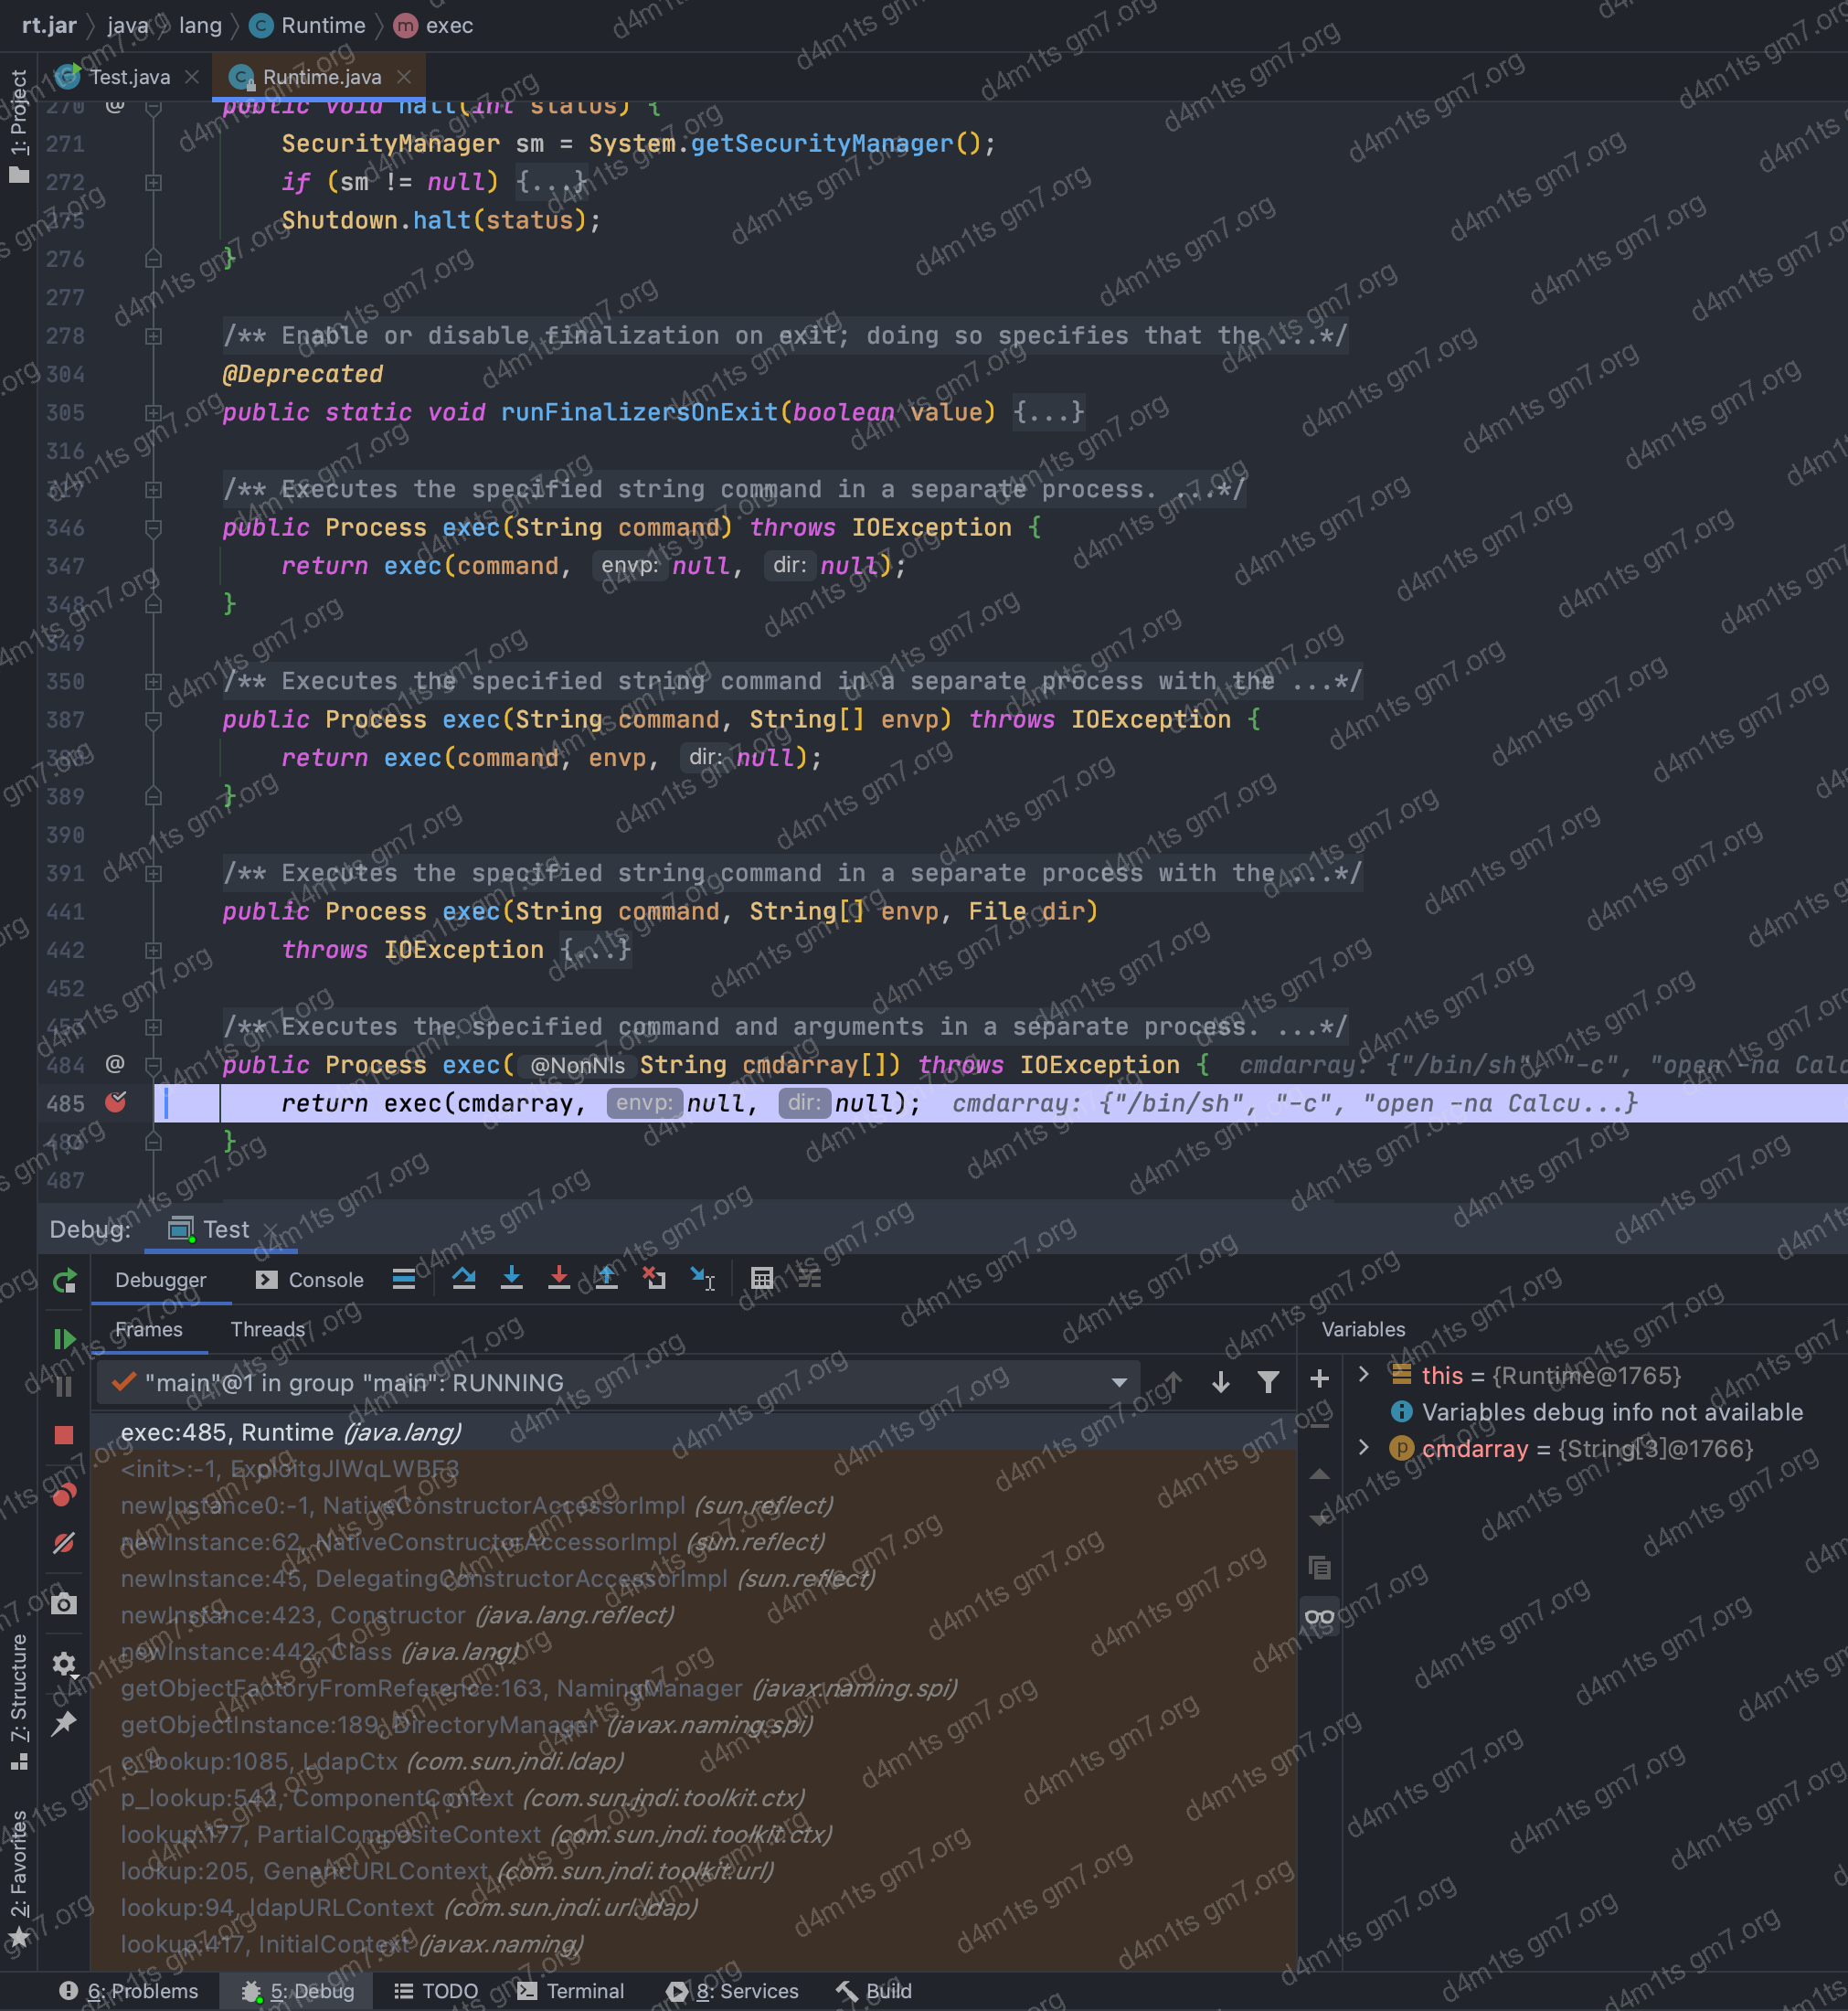 rt.jar java lang Runtime exec
Test.java Runtime.java
1: Project
270 public void halt(int status) {
271 SecurityManager sm = System.getSecurityManager();
272 if (sm != null) {...}
275 Shutdown.halt(status);
276 }
277
278 /** Enable or disable finalization on exit; doing so specifies that the ...*/
304 @Deprecated
305 public static void runFinalizersOnExit(boolean value) {...}
316
317 /** Executes the specified string command in a separate process. ...*/
346 public Process exec(String command) throws IOException {
347 return exec(command, envp: null, dir: null);
348 }
349
350 /** Executes the specified string command in a separate process with the ...*/
387 public Process exec(String command, String[] envp) throws IOException {
388 return exec(command, envp, dir: null);
389 }
390
391 /** Executes the specified string command in a separate process with the ...*/
441 public Process exec(String command, String[] envp, File dir)
442 throws IOException {...}
452
453 /** Executes the specified command and arguments in a separate process. ...*/
484 @ public Process exec( @NonNls String cmdarray[]) throws IOException { cmdarray: {"/bin/sh", "-c", "open -na Calc
485 return exec(cmdarray, envp: null, dir: null); cmdarray: {"/bin/sh", "-c", "open -na Calcu...}
486 }
487
Debug: Test
Debugger Console
Frames Threads Variables
"main"@1 in group "main": RUNNING
this = {Runtime@1765}
Variables debug info not available
cmdarray = {String[3]@1766}
exec:485, Runtime (java.lang)
<init>:-1, ExploitgJlWqLWBF3
newInstance0:-1, NativeConstructorAccessorImpl (sun.reflect)
newInstance:62, NativeConstructorAccessorImpl (sun.reflect)
newInstance:45, DelegatingConstructorAccessorImpl (sun.reflect)
newInstance:423, Constructor (java.lang.reflect)
newInstance:442, Class (java.lang)
getObjectFactoryFromReference:163, NamingManager (javax.naming.spi)
getObjectInstance:189, DirectoryManager (javax.naming.spi)
c_lookup:1085, LdapCtx (com.sun.jndi.ldap)
p_lookup:542, ComponentContext (com.sun.jndi.toolkit.ctx)
lookup:177, PartialCompositeContext (com.sun.jndi.toolkit.ctx)
lookup:205, GenericURLContext (com.sun.jndi.toolkit.url)
lookup:94, ldapURLContext (com.sun.jndi.url.ldap)
lookup:417, InitialContext (javax.naming)
7: Structure
2: Favorites
6: Problems 5: Debug TODO Terminal 8: Services Build
d4m1ts gm7.org